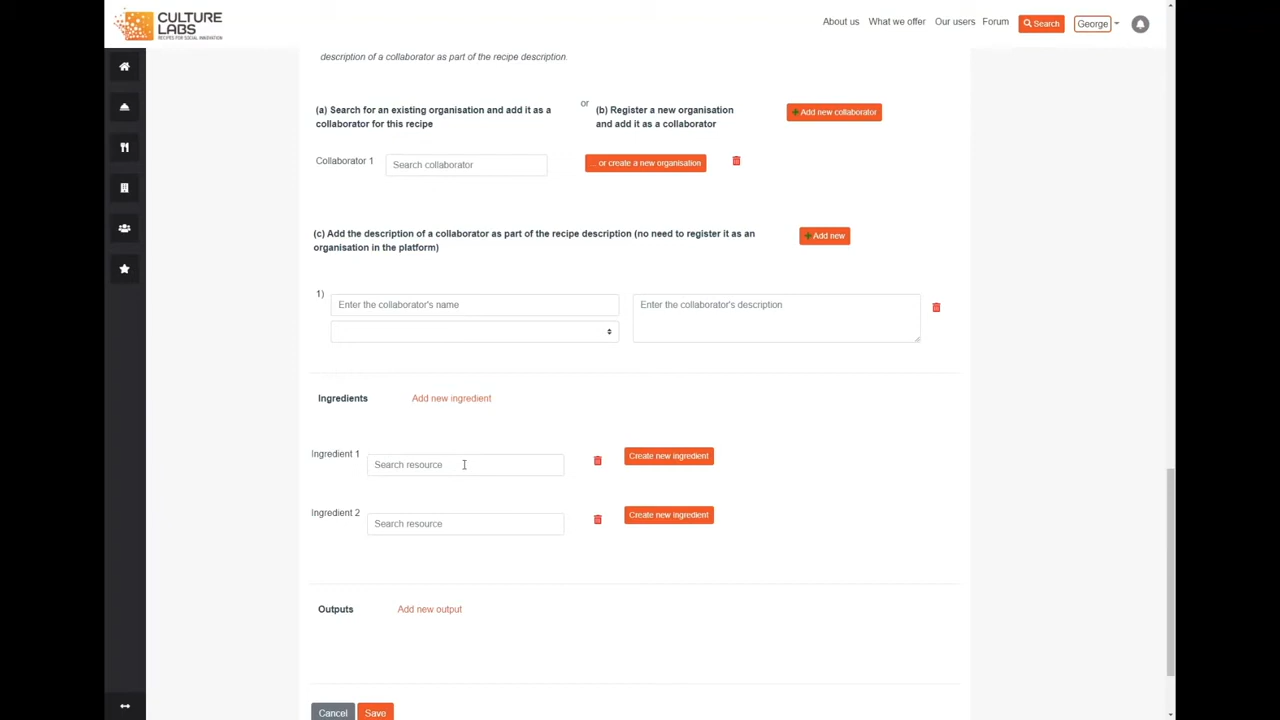 CULTURE
LABS
RECIPES FOR SOCIAL INNOVATION
About us
What we offer
Our users
Forum
Search
George
description of a collaborator as part of the recipe description.
(a) Search for an existing organisation and add it as a
collaborator for this recipe
or
(b) Register a new organisation
and add it as a collaborator
+Add new collaborator
Collaborator 1
Search collaborator
... or create a new organisation
(c) Add the description of a collaborator as part of the recipe description (no need to register it as an
organisation in the platform)
+Add new
1)
Enter the collaborator's name
Enter the collaborator's description
Ingredients
Add new ingredient
Ingredient 1
Search resource
Create new ingredient
Ingredient 2
Search resource
Create new ingredient
Outputs
Add new output
Cancel
Save